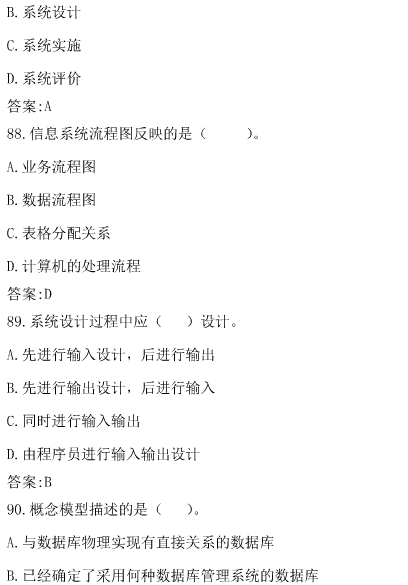 B.系统设计
C.系统实施
D.系统评价
答案:A
88.信息系统流程图反映的是（     ）。
A.业务流程图
B.数据流程图
C.表格分配关系
D.计算机的处理流程
答案:D
89.系统设计过程中应（   ）设计。
A.先进行输入设计，后进行输出
B.先进行输出设计，后进行输入
C.同时进行输入输出
D.由程序员进行输入输出设计
答案:B
90.概念模型描述的是（   ）。
A.与数据库物理实现有直接关系的数据库
B.已经确定了采用何种数据库管理系统的数据库